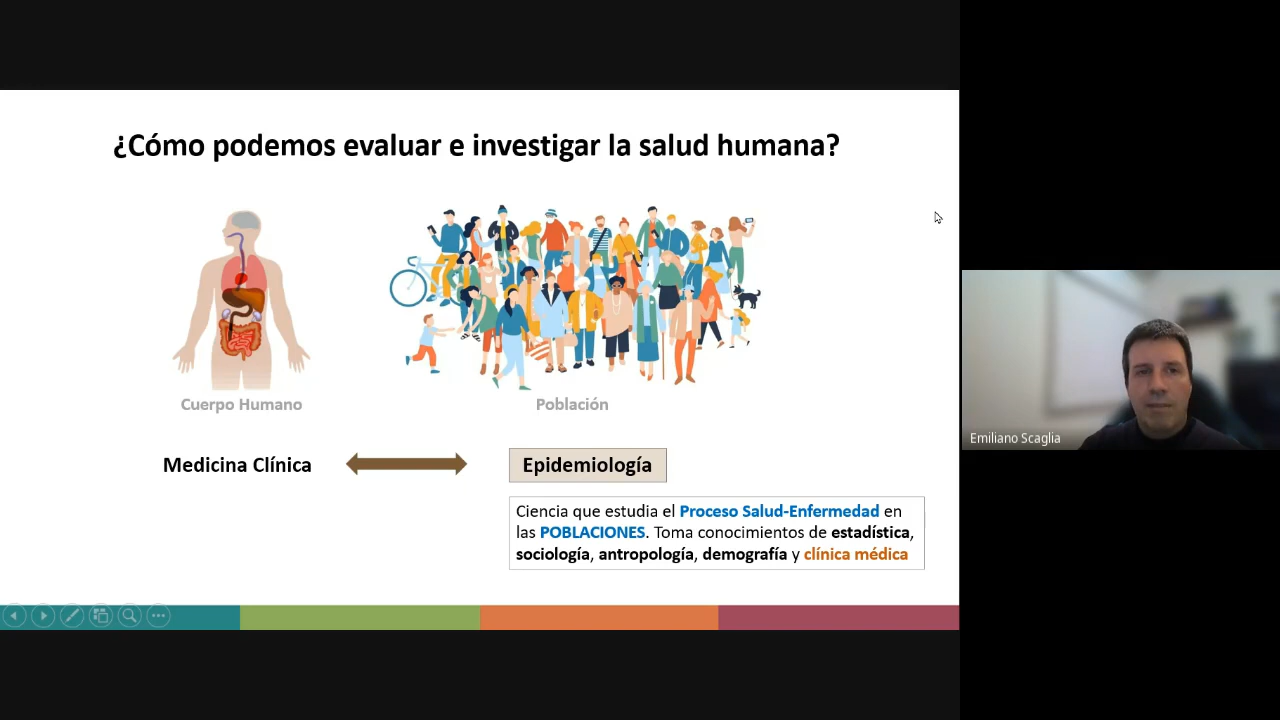 ¿Cómo podemos evaluar e investigar la salud humana?
Cuerpo Humano
Población
Medicina Clínica
Epidemiología
Ciencia que estudia el Proceso Salud-Enfermedad en
las POBLACIONES. Toma conocimientos de estadística,
sociología, antropología, demografía y clínica médica
Emiliano Scaglia